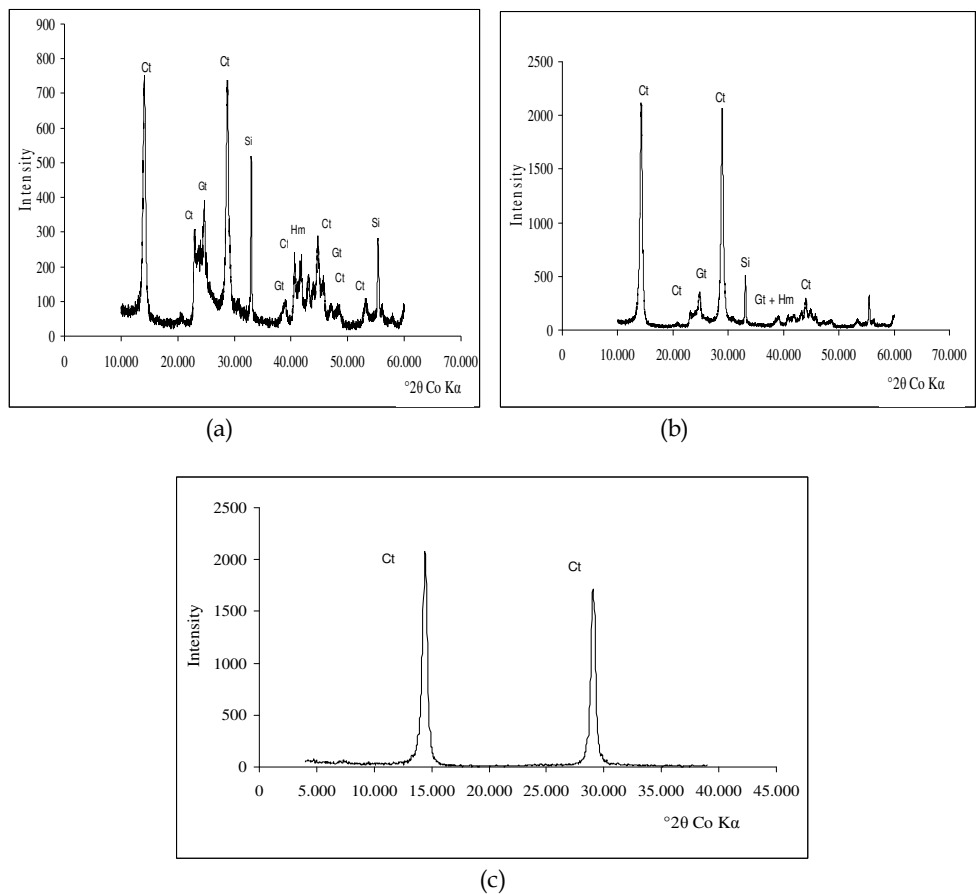 900
800
700
600
500
400
300
200
100
0
Intensity
Ct
Ct
Gt
Ct
Si
Gt
Ct
Hm
Ct
Gt
Ct
Ct
Si
0 10.000 20.000 30.000 40.000 50.000 60.000 70.000
°2θ Co Kα
(a)
2500
2000
1500
1000
500
0
Intensity
Ct
Ct
Gt
Ct
Si
Gt + Hm
Ct
0 10.000 20.000 30.000 40.000 50.000 60.000 70.000
°2θ Co Kα
(b)
2500
2000
1500
1000
500
0
Intensity
Ct
Ct
0 5.000 10.000 15.000 20.000 25.000 30.000 35.000 40.000 45.000
°2θ Co Kα
(c)